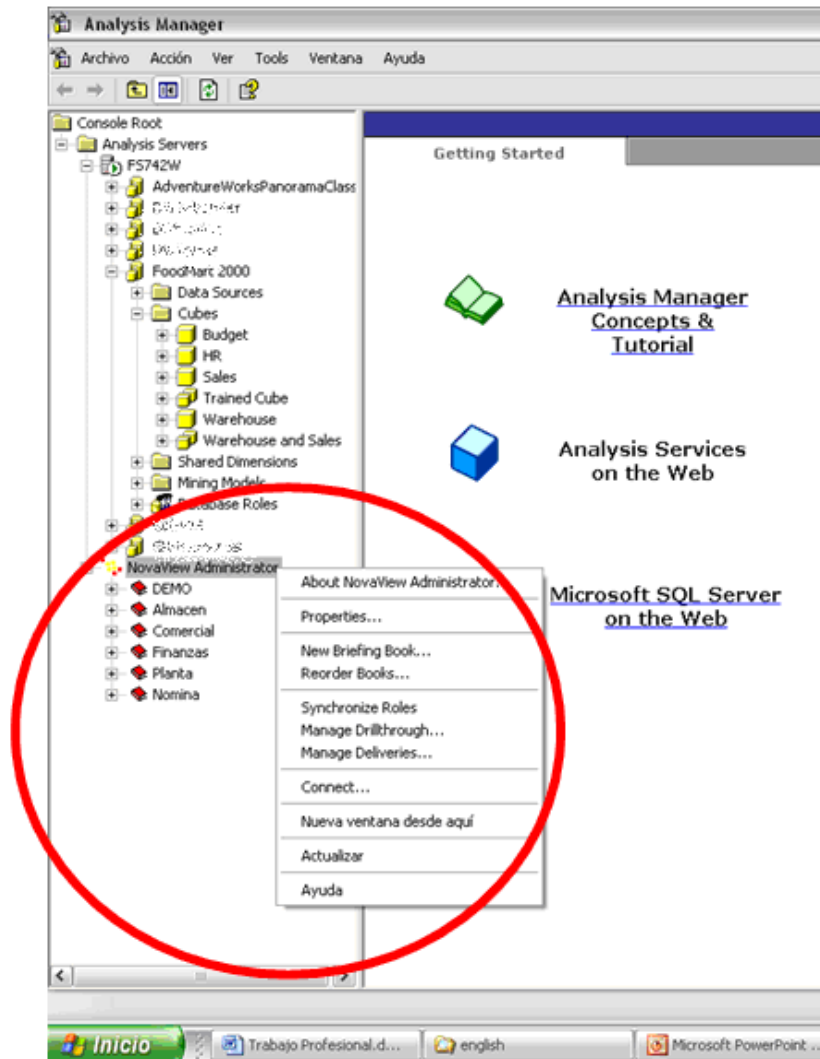 Analysis Manager
Archivo Acción Ver Tools Ventana Ayuda
Console Root
Analysis Servers
FS742W
AdventureWorksPanoramaClass
FoodMart 2000
Data Sources
Cubes
Budget
HR
Sales
Trained Cube
Warehouse
Warehouse and Sales
Shared Dimensions
Mining Models
Database Roles
NovaView Administrator
DEMO
Almacen
Comercial
Finanzas
Planta
Nomina
About NovaView Administrator...
Properties...
New Briefing Book...
Reorder Books...
Synchronize Roles
Manage Drillthrough...
Manage Deliveries...
Connect...
Nueva ventana desde aquí
Actualizar
Ayuda
Getting Started
Analysis Manager
Concepts &
Tutorial
Analysis Services
on the Web
Microsoft SQL Server
on the Web
Inicio
Trabajo Profesional.d...
english
Microsoft PowerPoint ...